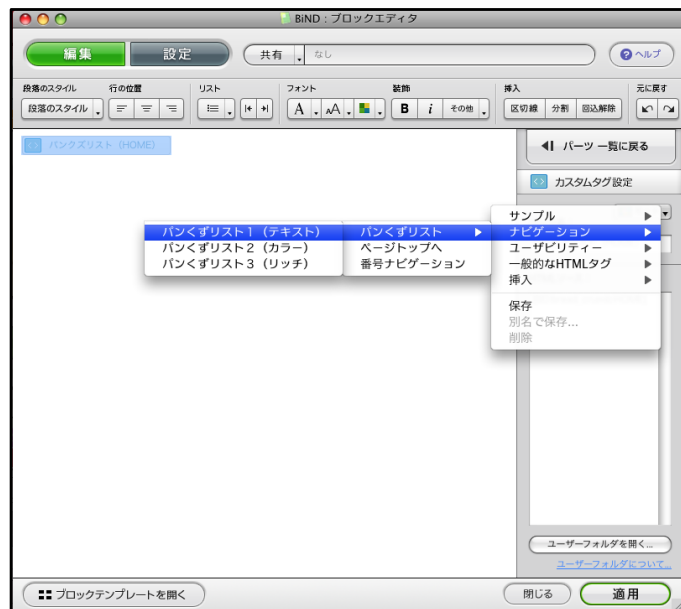 BiND：ブロックエディタ
編集 設定 共有 なし ヘルプ
段落のスタイル 行の位置 リスト フォント 装飾 挿入 元に戻す
段落のスタイル A AA B i その他 区切線 分割 回込解除
パンクズリスト（HOME）
パーツ 一覧に戻る
カスタムタグ設定
サンプル
パンくずリスト１（テキスト） パンくずリスト ナビゲーション
パンくずリスト２（カラー） ページトップへ ユーザビリティー
パンくずリスト３（リッチ） 番号ナビゲーション 一般的なHTMLタグ
挿入
保存
別名で保存...
削除
ユーザーフォルダを開く...
ユーザーフォルダについて...
ブロックテンプレートを開く 閉じる 適用